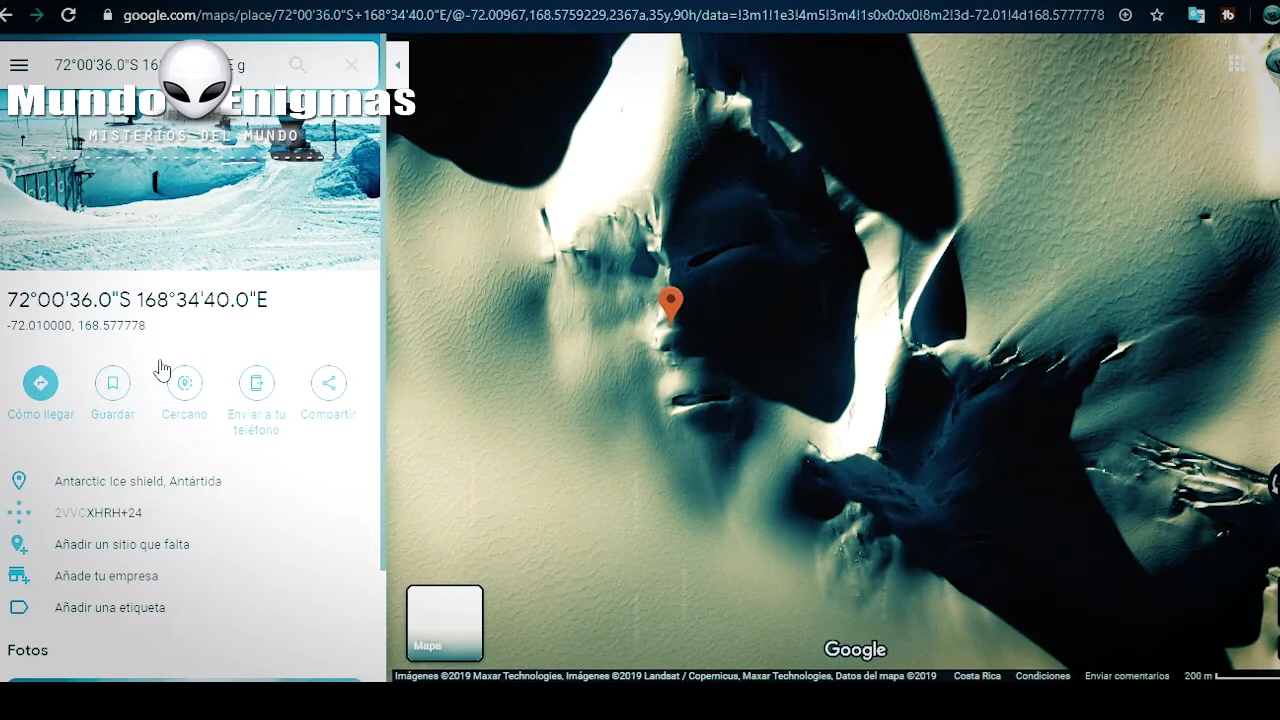 google.com/maps/place/72°00'36.0"S+168°34'40.0"E/@-72.00967,168.5759229,2367a,35y,90h/data=!3m1!1e3!4m5!3m4!1s0x0:0x0!8m2!3d-72.01!4d168.5777778
72°00'36.0"S
Mundo Enigmas
MISTERIOS DEL MUNDO
72°00'36.0"S 168°34'40.0"E
-72.010000, 168.577778
Cómo llegar
Guardar
Cercano
Enviar a tu
teléfono
Compartir
Antarctic Ice shield, Antártida
XHRH+24
Añadir un sitio que falta
Añade tu empresa
Añadir una etiqueta
Fotos
Mapa
Google
Imágenes ©2019 Maxar Technologies, Imágenes ©2019 Landsat / Copernicus, Maxar Technologies, Datos del mapa ©2019 Costa Rica Condiciones Enviar comentarios 200 m